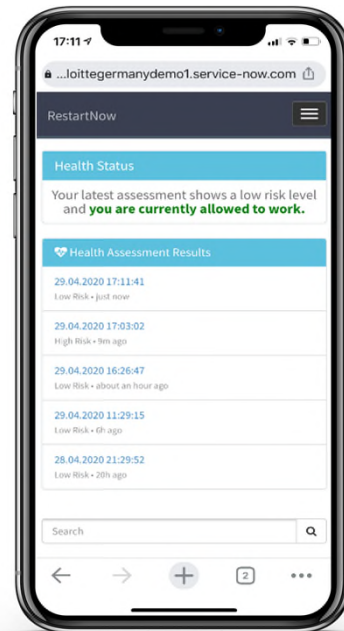 17:11
...loittegermanydemo1.service-now.com
RestartNow
Health Status
Your latest assessment shows a low risk level
and you are currently allowed to work.
Health Assessment Results
29.04.2020 17:11:41
Low Risk • just now
29.04.2020 17:03:02
High Risk • 9m ago
29.04.2020 16:26:47
Low Risk • about an hour ago
29.04.2020 11:29:15
Low Risk • 6h ago
28.04.2020 21:29:52
Low Risk • 20h ago
Search
2